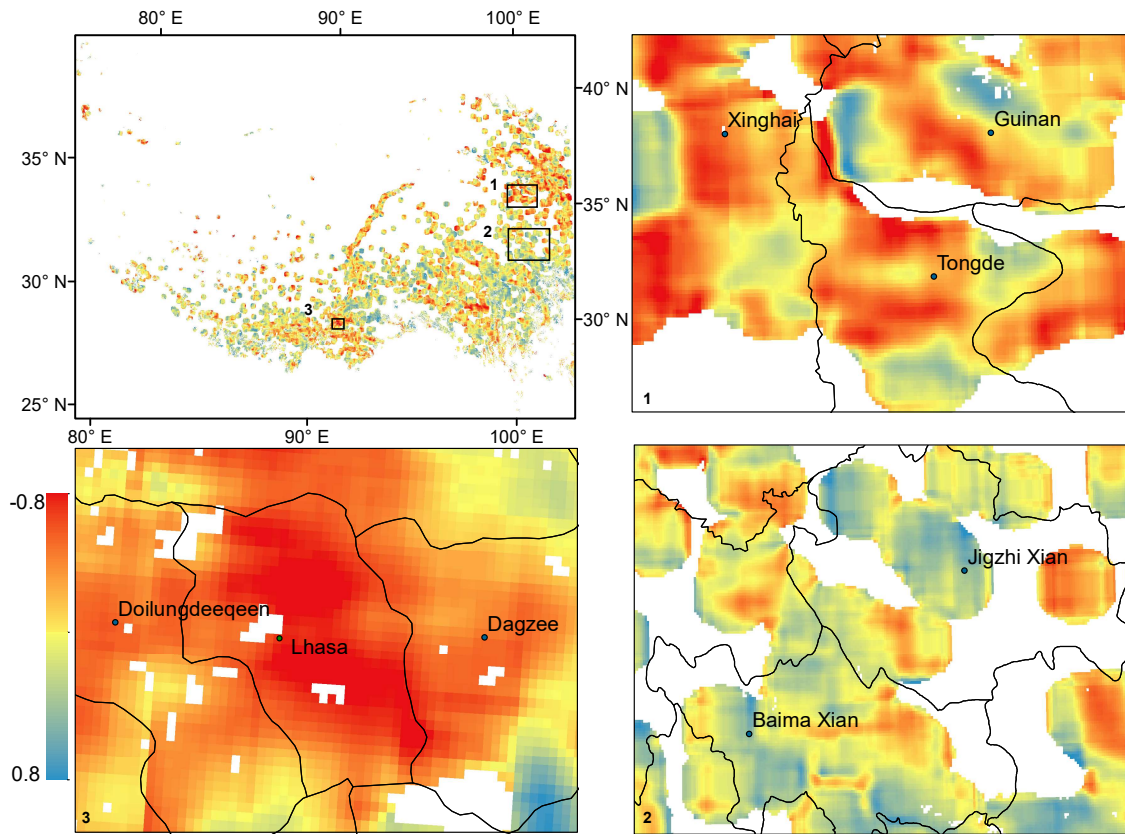 80° E 90° E 100° E
40° N
35° N
35° N
30° N
30° N
25° N
80° E 90° E 100° E
1
2
3
Xinghai
Guinan
Tongde
1
-0.8
0.8
Doilungdeeqeen
Lhasa
Dagzee
3
Jigzhi Xian
Baima Xian
2